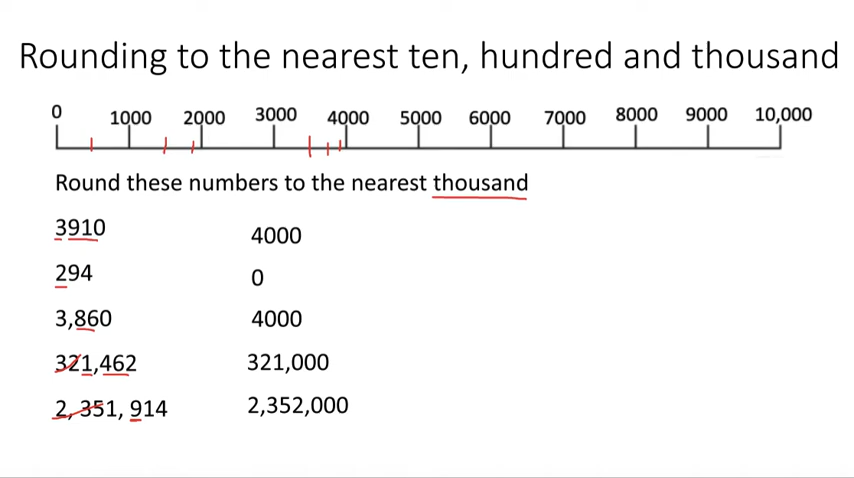 Rounding to the nearest ten, hundred and thousand
0 1000 2000 3000 4000 5000 6000 7000 8000 9000 10,000
Round these numbers to the nearest thousand
3910 4000
294 0
3,860 4000
321,462 321,000
2, 351, 914 2,352,000